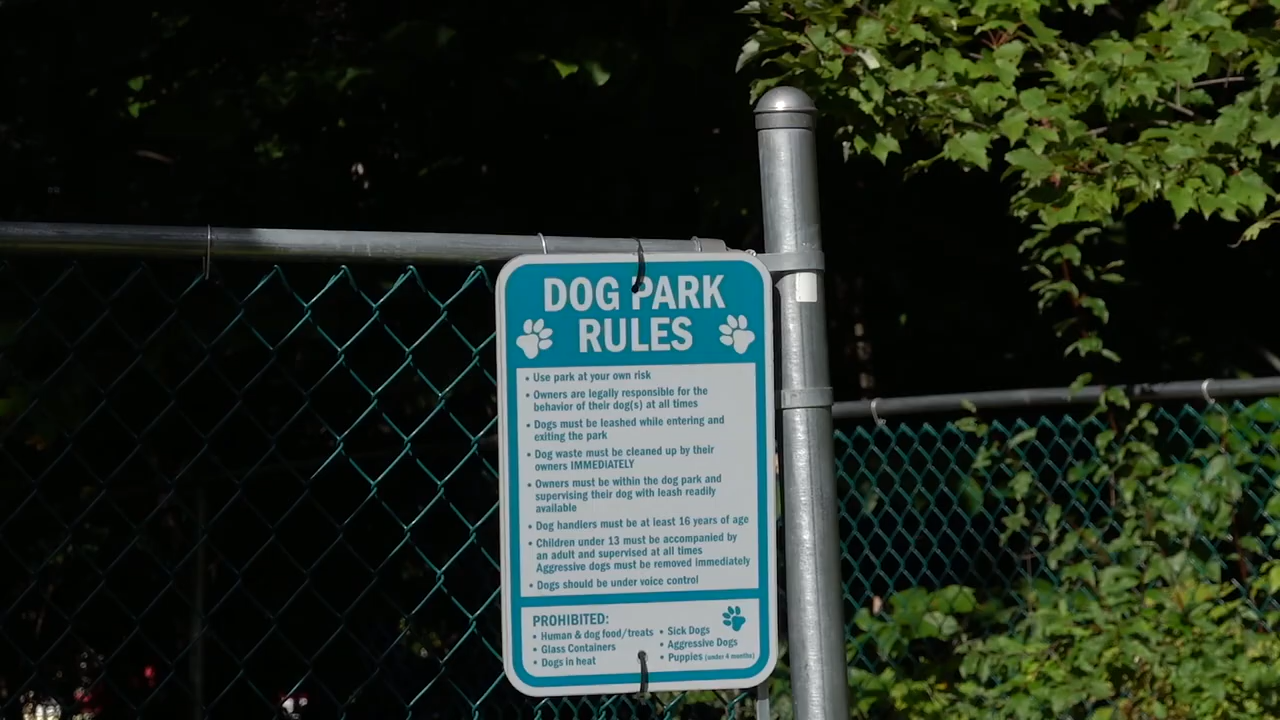 DOG PARK
RULES
• Use park at your own risk
• Owners are legally responsible for the
behavior of their dog(s) at all times
• Dogs must be leashed while entering and
exiting the park
• Dog waste must be cleaned up by their
owners IMMEDIATELY
• Owners must be within the dog park and
supervising their dog with leash readily
available
• Dog handlers must be at least 16 years of age
• Children under 13 must be accompanied by
an adult and supervised at all times
Aggressive dogs must be removed immediately
• Dogs should be under voice control
PROHIBITED:
• Human & dog food/treats
• Glass Containers
• Dogs in heat
• Sick Dogs
• Aggressive Dogs
• Puppies (under 4 months)